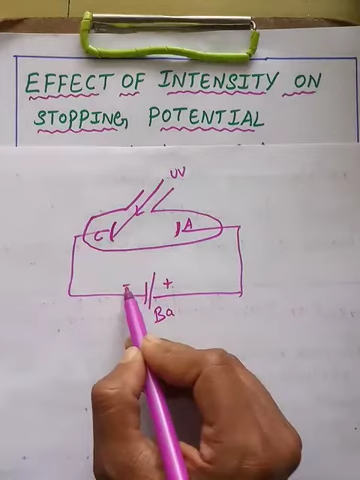 EFFECT OF INTENSITY ON
STOPPING POTENTIAL
UV
C A
- +
Ba